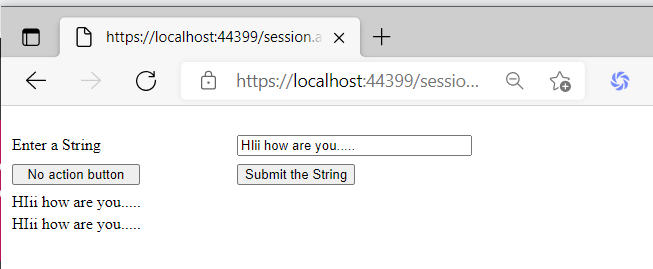 https://localhost:44399/session.a
https://localhost:44399/sessio...
Enter a String
HIii how are you.....
No action button
Submit the String
HIii how are you.....
HIii how are you.....